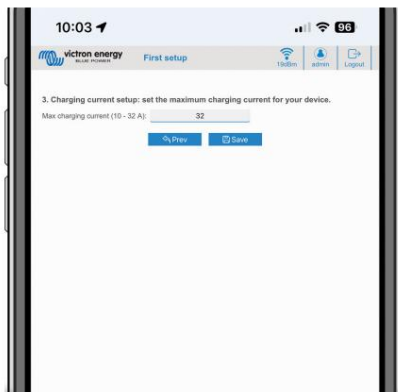 10:03
96
victron energy
BLUE POWER
First setup
19dBm
admin
Logout
3. Charging current setup: set the maximum charging current for your device.
Max charging current (10 - 32 A):
32
Prev
Save